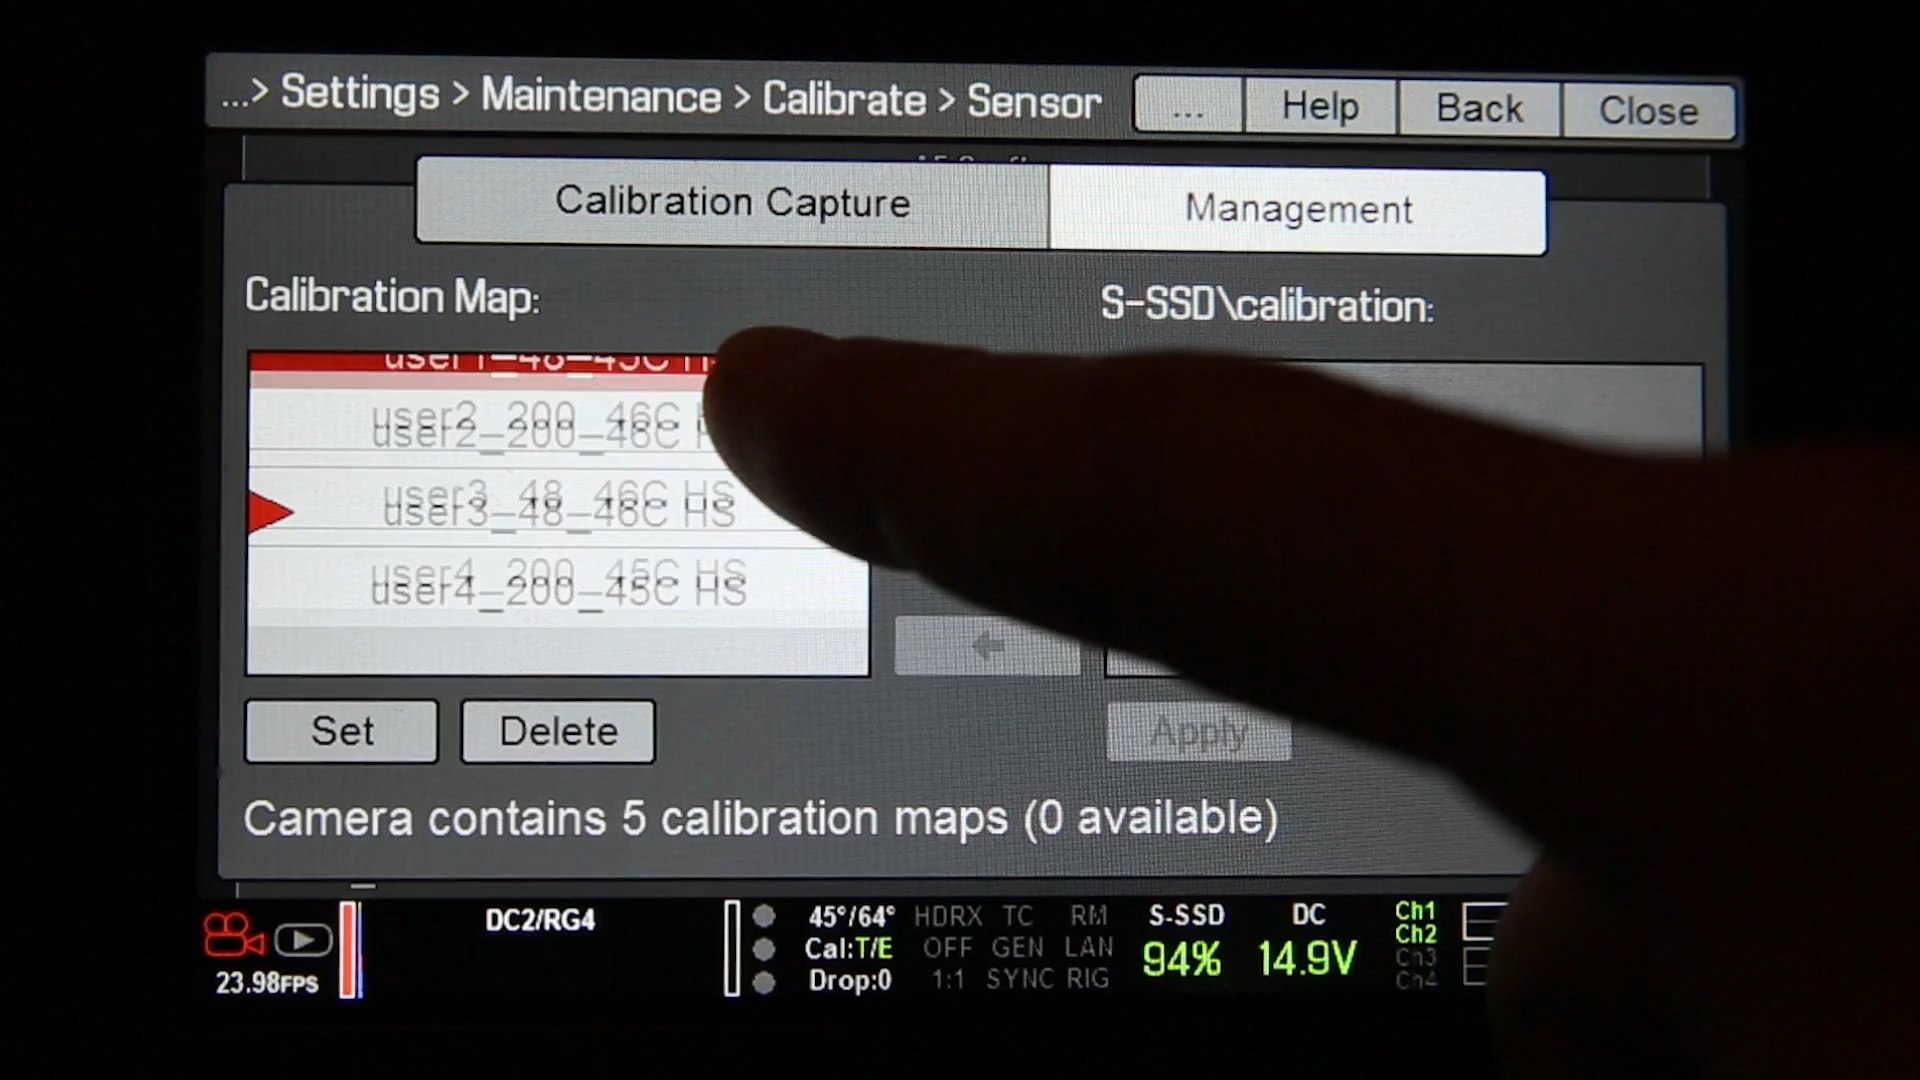 ...> Settings > Maintenance > Calibrate > Sensor ... Help Back Close
Calibration Capture Management
Calibration Map: S-SSD\calibration:
user1_48_45C
user2_200_46C
user3_48_46C HS
user4_200_45C HS
Set Delete Apply
Camera contains 5 calibration maps (0 available)
DC2/RG4 45°/64° HDRX TC RM S-SSD DC Ch1
Cal:T/E OFF GEN LAN 94% 14.9V Ch2
23.98FPS Drop:0 1:1 SYNC RIG Ch3
Ch4